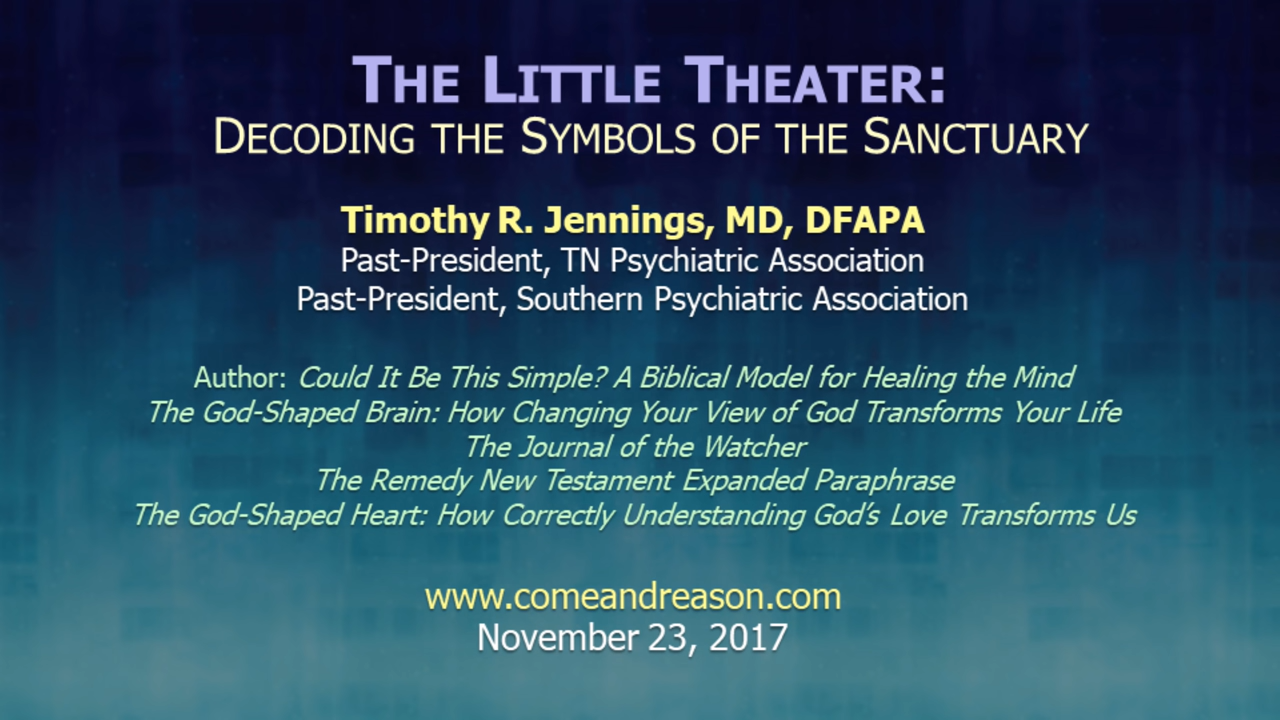 THE LITTLE THEATER:
DECODING THE SYMBOLS OF THE SANCTUARY
Timothy R. Jennings, MD, DFAPA
Past-President, TN Psychiatric Association
Past-President, Southern Psychiatric Association
Author: Could It Be This Simple? A Biblical Model for Healing the Mind
The God-Shaped Brain: How Changing Your View of God Transforms Your Life
The Journal of the Watcher
The Remedy New Testament Expanded Paraphrase
The God-Shaped Heart: How Correctly Understanding God's Love Transforms Us
www.comeandreason.com
November 23, 2017